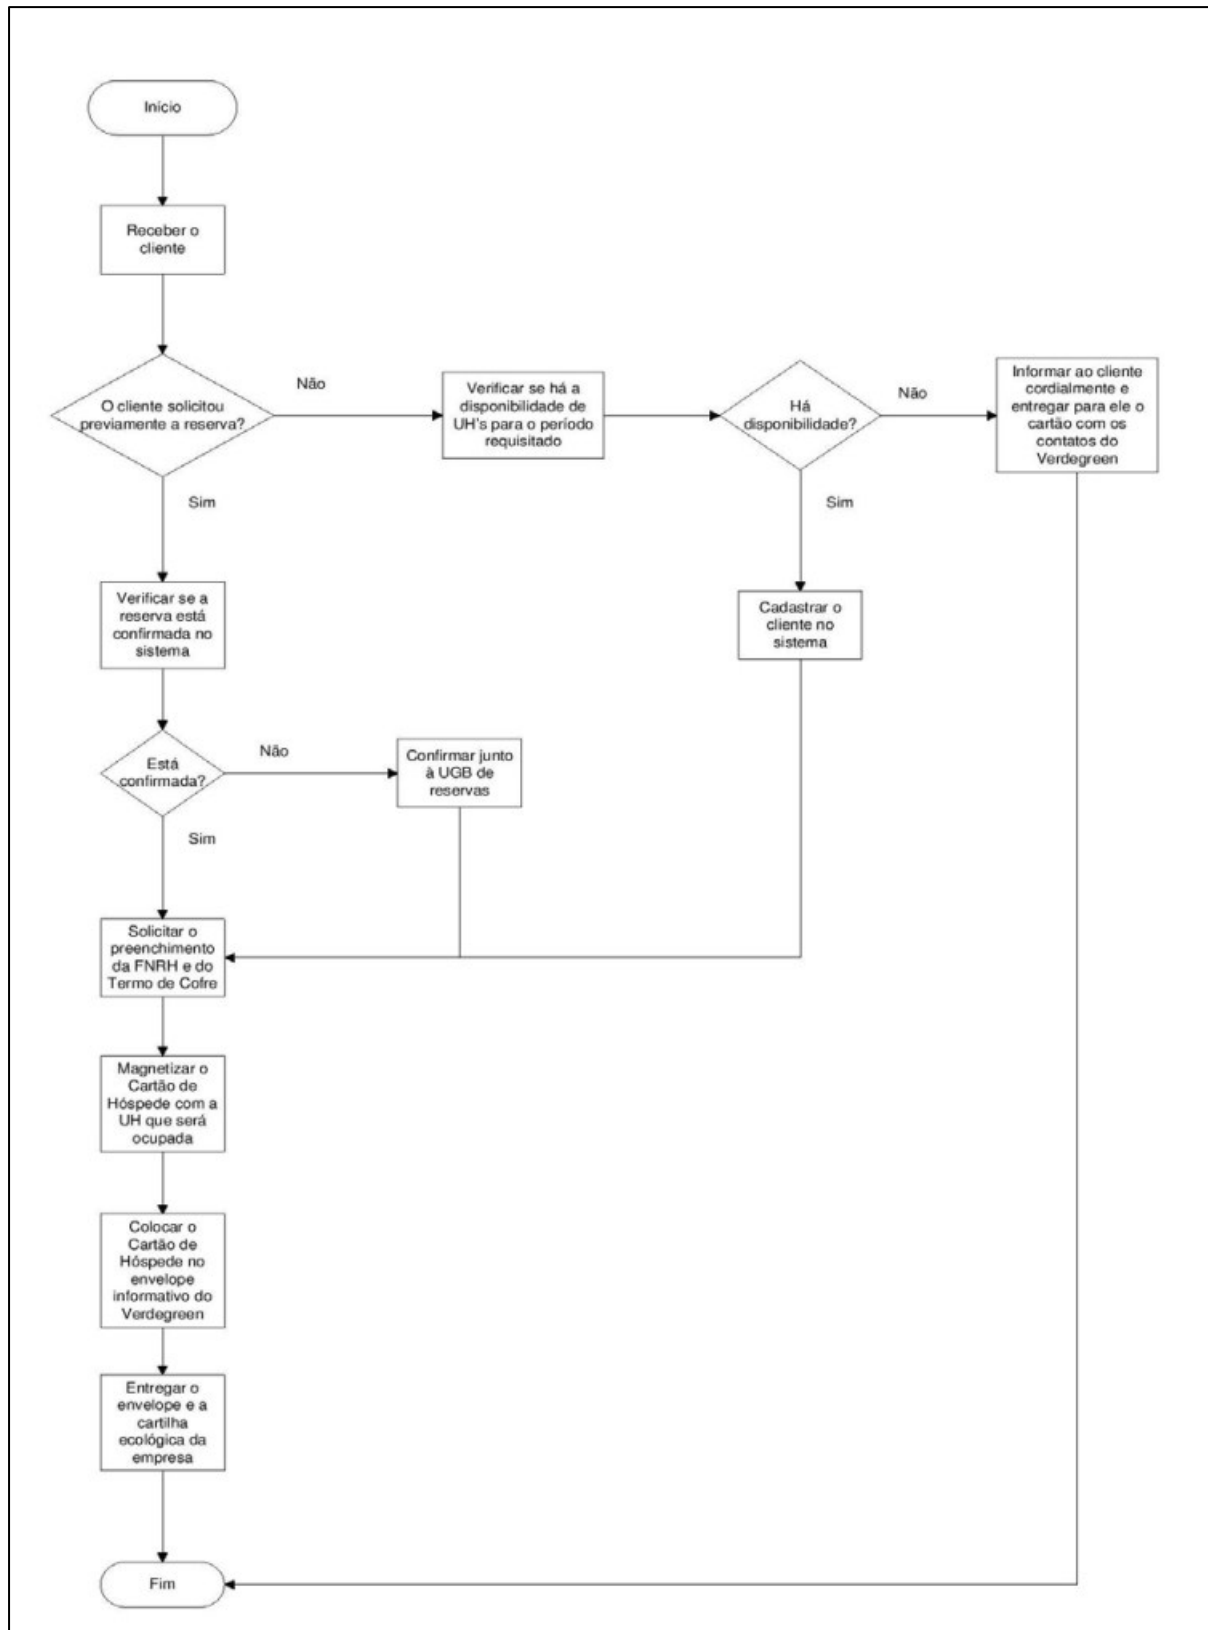 Início
Receber o
cliente
O cliente solicitou
previamente a reserva?
Não
Verificar se há a
disponibilidade de
UH's para o período
requisitado
Há
disponibilidade?
Não
Informar ao cliente
cordialmente e
entregar para ele o
cartão com os
contatos do
Verdegreen
Sim
Sim
Verificar se a
reserva está
confirmada no
sistema
Cadastrar o
cliente no
sistema
Está
confirmada?
Não
Confirmar junto
à UGB de
reservas
Sim
Solicitar o
preenchimento
da FNRH e do
Termo de Cofre
Magnetizar o
Cartão de
Hóspede com a
UH que será
ocupada
Colocar o
Cartão de
Hóspede no
envelope
informativo do
Verdegreen
Entregar o
envelope e a
cartilha
ecológica da
empresa
Fim